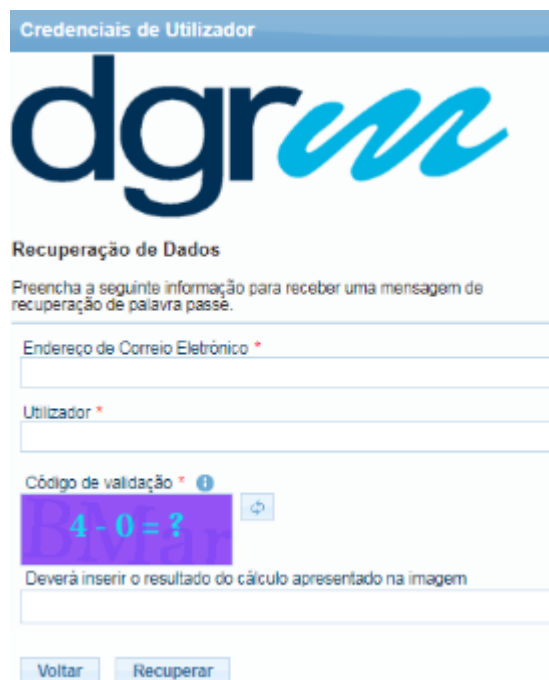 Credenciais de Utilizador
dgrm
Recuperação de Dados
Preencha a seguinte informação para receber uma mensagem de
recuperação de palavra passe.
Endereço de Correio Eletrónico *
Utilizador *
Código de validação *
BMar
4 - 0 = ?
Deverá inserir o resultado do cálculo apresentado na imagem
Voltar Recuperar